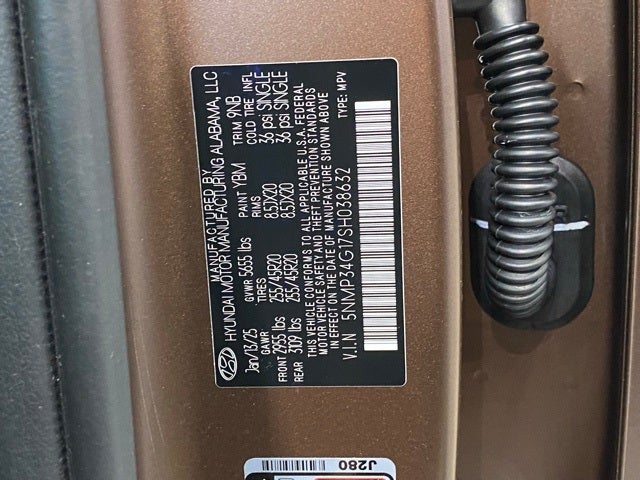 MANUFACTURED BY
HYUNDAI MOTOR MANUFACTURING ALABAMA, LLC
Jan/13/25 GVWR 5655 lbs PAINT YBM TRIM 9NB
GAWR TIRES RIMS COLD TIRE INFL
FRONT 2955 lbs 255/45R20 8.5JX20 36 psi SINGLE
REAR 3109 lbs 255/45R20 8.5JX20 36 psi SINGLE
THIS VEHICLE CONFORMS TO ALL APPLICABLE U.S.A. FEDERAL
MOTOR VEHICLE SAFETY AND THEFT PREVENTION STANDARDS
IN EFFECT ON THE DATE OF MANUFACTURE SHOWN ABOVE
V.I.N 5NMP34G17SH038632 TYPE: MPV
J280